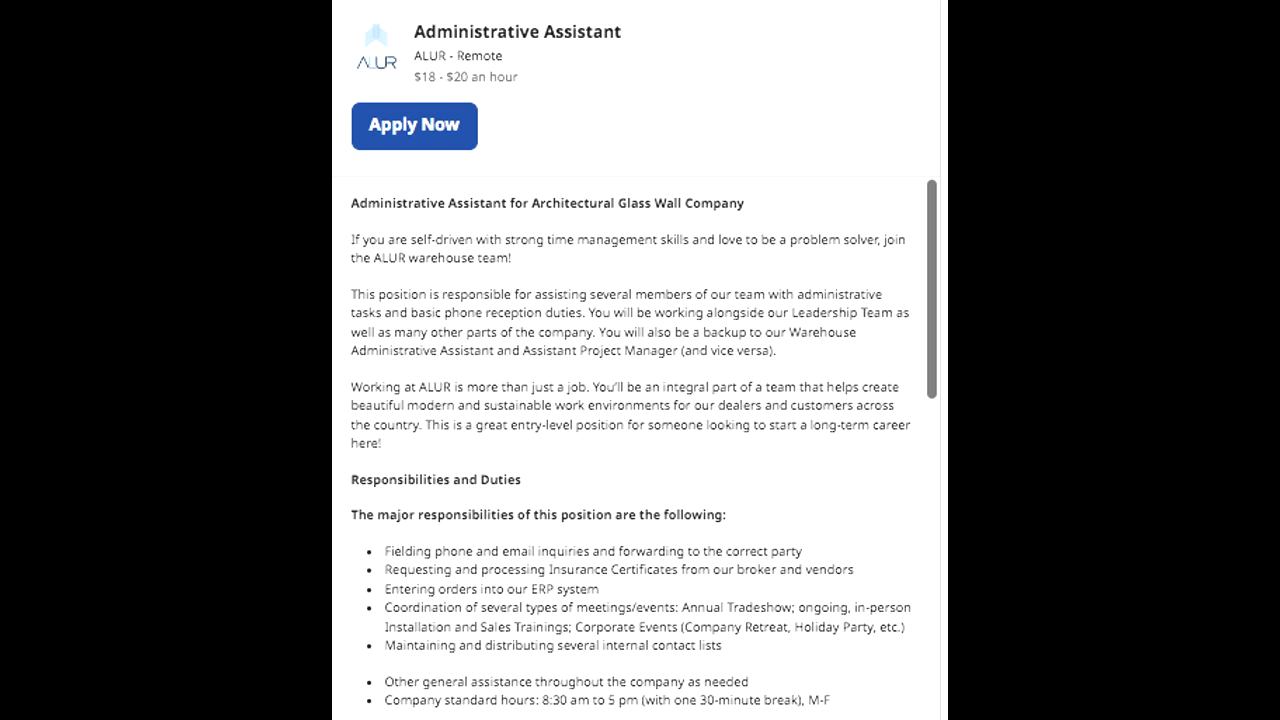 Administrative Assistant
ALUR
ALUR - Remote
$18 - $20 an hour
Apply Now
Administrative Assistant for Architectural Glass Wall Company
If you are self-driven with strong time management skills and love to be a problem solver, join
the ALUR warehouse team!
This position is responsible for assisting several members of our team with administrative
tasks and basic phone reception duties. You will be working alongside our Leadership Team as
well as many other parts of the company. You will also be a backup to our Warehouse
Administrative Assistant and Assistant Project Manager (and vice versa).
Working at ALUR is more than just a job. You'll be an integral part of a team that helps create
beautiful modern and sustainable work environments for our dealers and customers across
the country. This is a great entry-level position for someone looking to start a long-term career
here!
Responsibilities and Duties
The major responsibilities of this position are the following:
• Fielding phone and email inquiries and forwarding to the correct party
• Requesting and processing Insurance Certificates from our broker and vendors
• Entering orders into our ERP system
• Coordination of several types of meetings/events: Annual Tradeshow; ongoing, in-person
Installation and Sales Trainings; Corporate Events (Company Retreat, Holiday Party, etc.)
• Maintaining and distributing several internal contact lists
• Other general assistance throughout the company as needed
• Company standard hours: 8:30 am to 5 pm (with one 30-minute break), M-F